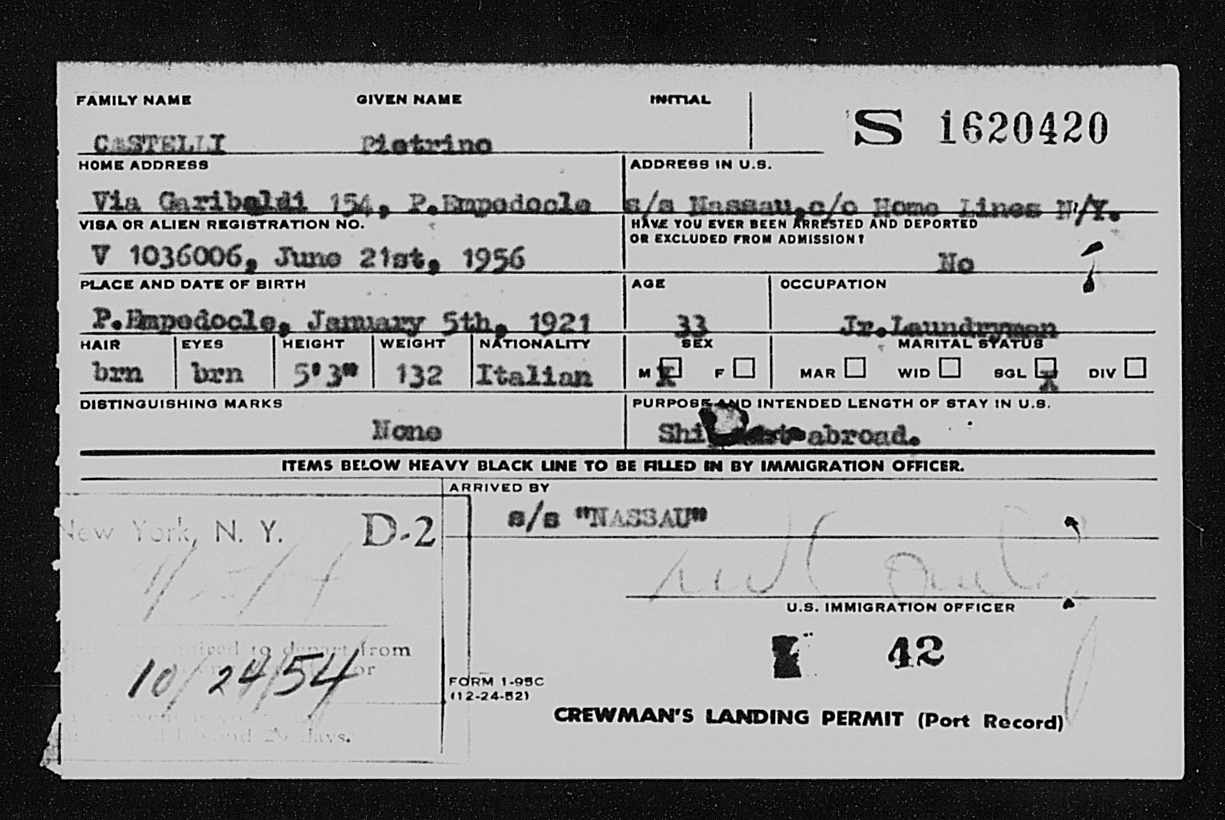 FAMILY NAME GIVEN NAME INITIAL
S 1620420
CASTELLI Pietrino
HOME ADDRESS ADDRESS IN U.S.
Via Garibaldi 154, P.Empedocle s/s Nassau,c/o Home Lines N/Y.
VISA OR ALIEN REGISTRATION NO. HAVE YOU EVER BEEN ARRESTED AND DEPORTED
OR EXCLUDED FROM ADMISSION?
V 1036006, June 21st, 1956 No
PLACE AND DATE OF BIRTH AGE OCCUPATION
P.Empedocle, January 5th, 1921 33 Jr.Laundryman
HAIR EYES HEIGHT WEIGHT NATIONALITY SEX MARITAL STATUS
brn brn 5'3" 132 Italian M X F MAR WID SGL X DIV
DISTINGUISHING MARKS PURPOSE AND INTENDED LENGTH OF STAY IN U.S.
None abroad.
ITEMS BELOW HEAVY BLACK LINE TO BE FILLED IN BY IMMIGRATION OFFICER.
ARRIVED BY
s/s "NASSAU"
New York, N. Y. D-2
U.S. IMMIGRATION OFFICER
to depart from
10/24/54 or
42
29 days.
FORM I-95C
(12-24-52)
CREWMAN'S LANDING PERMIT (Port Record)